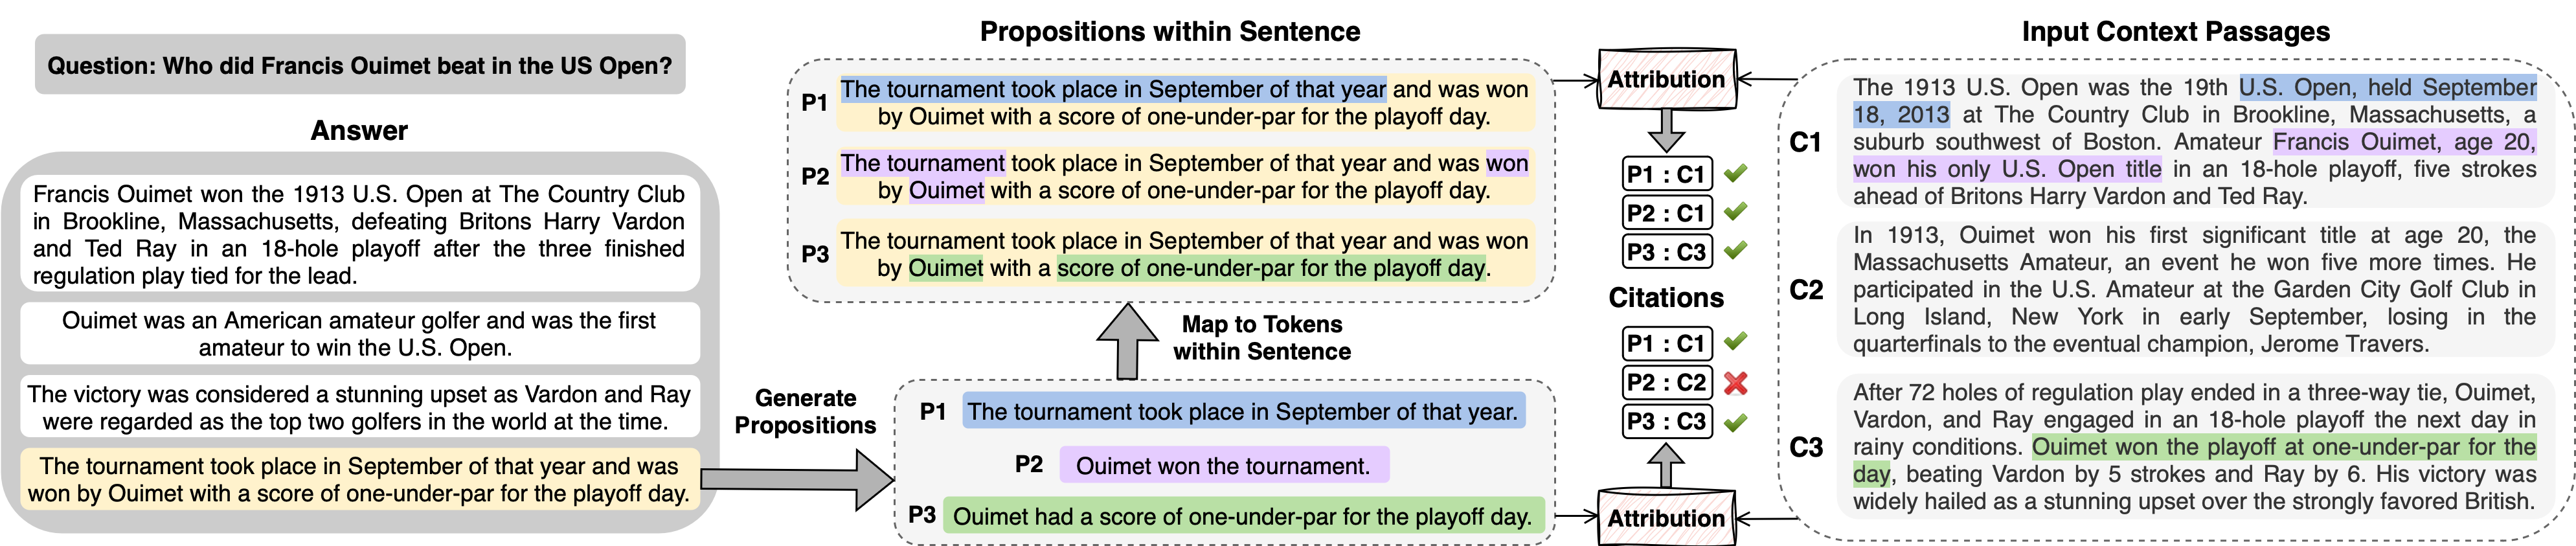 Question: Who did Francis Ouimet beat in the US Open?
Answer
Francis Ouimet won the 1913 U.S. Open at The Country Club
in Brookline, Massachusetts, defeating Britons Harry Vardon
and Ted Ray in an 18-hole playoff after the three finished
regulation play tied for the lead.
Ouimet was an American amateur golfer and was the first
amateur to win the U.S. Open.
The victory was considered a stunning upset as Vardon and Ray
were regarded as the top two golfers in the world at the time.
The tournament took place in September of that year and was
won by Ouimet with a score of one-under-par for the playoff day.
Generate
Propositions
Propositions within Sentence
P1
The tournament took place in September of that year and was won
by Ouimet with a score of one-under-par for the playoff day.
P2
The tournament took place in September of that year and was won
by Ouimet with a score of one-under-par for the playoff day.
P3
The tournament took place in September of that year and was won
by Ouimet with a score of one-under-par for the playoff day.
Map to Tokens
within Sentence
P1
The tournament took place in September of that year.
P2
Ouimet won the tournament.
P3
Ouimet had a score of one-under-par for the playoff day.
Attribution
P1 : C1
P2 : C1
P3 : C3
Citations
P1 : C1
P2 : C2
P3 : C3
Attribution
Input Context Passages
C1
The 1913 U.S. Open was the 19th U.S. Open, held September
18, 2013 at The Country Club in Brookline, Massachusetts, a
suburb southwest of Boston. Amateur Francis Ouimet, age 20,
won his only U.S. Open title in an 18-hole playoff, five strokes
ahead of Britons Harry Vardon and Ted Ray.
C2
In 1913, Ouimet won his first significant title at age 20, the
Massachusetts Amateur, an event he won five more times. He
participated in the U.S. Amateur at the Garden City Golf Club in
Long Island, New York in early September, losing in the
quarterfinals to the eventual champion, Jerome Travers.
C3
After 72 holes of regulation play ended in a three-way tie, Ouimet,
Vardon, and Ray engaged in an 18-hole playoff the next day in
rainy conditions. Ouimet won the playoff at one-under-par for the
day, beating Vardon by 5 strokes and Ray by 6. His victory was
widely hailed as a stunning upset over the strongly favored British.